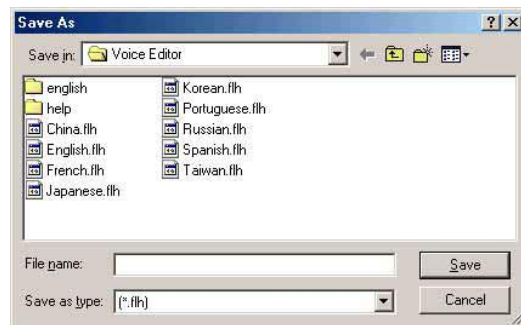 Save As
Save in: Voice Editor
english
help
China.flh
English.flh
French.flh
Japanese.flh
Korean.flh
Portuguese.flh
Russian.flh
Spanish.flh
Taiwan.flh
File name:
Save
Save as type: (*.flh)
Cancel